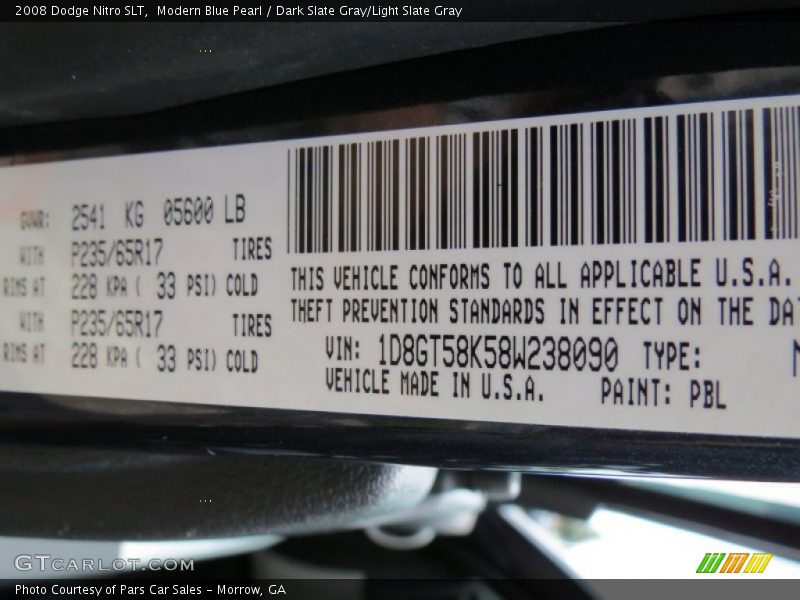 2008 Dodge Nitro SLT,  Modern Blue Pearl / Dark Slate Gray/Light Slate Gray
GVWR: 2541 KG 05600 LB
WITH P235/65R17 TIRES
RIMS AT 228 KPA ( 33 PSI) COLD
WITH P235/65R17 TIRES
RIMS AT 228 KPA ( 33 PSI) COLD
THIS VEHICLE CONFORMS TO ALL APPLICABLE U.S.A.
THEFT PREVENTION STANDARDS IN EFFECT ON THE DA
VIN: 1D8GT58K58W238090 TYPE:
VEHICLE MADE IN U.S.A. PAINT: PBL
GTCARLOT.COM
Photo Courtesy of Pars Car Sales - Morrow, GA